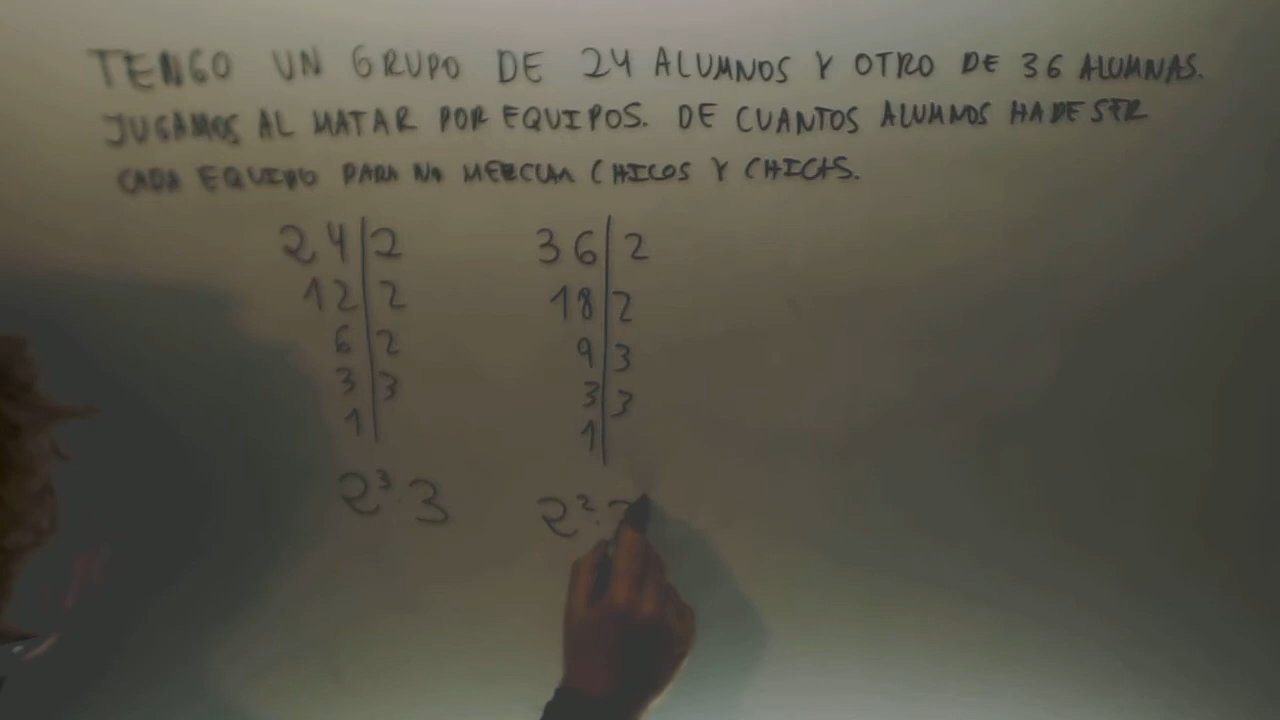 TENGO UN GRUPO DE 24 ALUMNOS Y OTRO DE 36 ALUMNAS.
JUGAMOS AL MATAR POR EQUIPOS. DE CUANTOS ALUMNOS HA DE SER
CADA EQUIPO PARA NO MEZCLAR CHICOS Y CHICAS.
24 | 2 36 | 2
12 | 2 18 | 2
6 | 2 9 | 3
3 | 3 3 | 3
1 1
2³ 3 2² ·